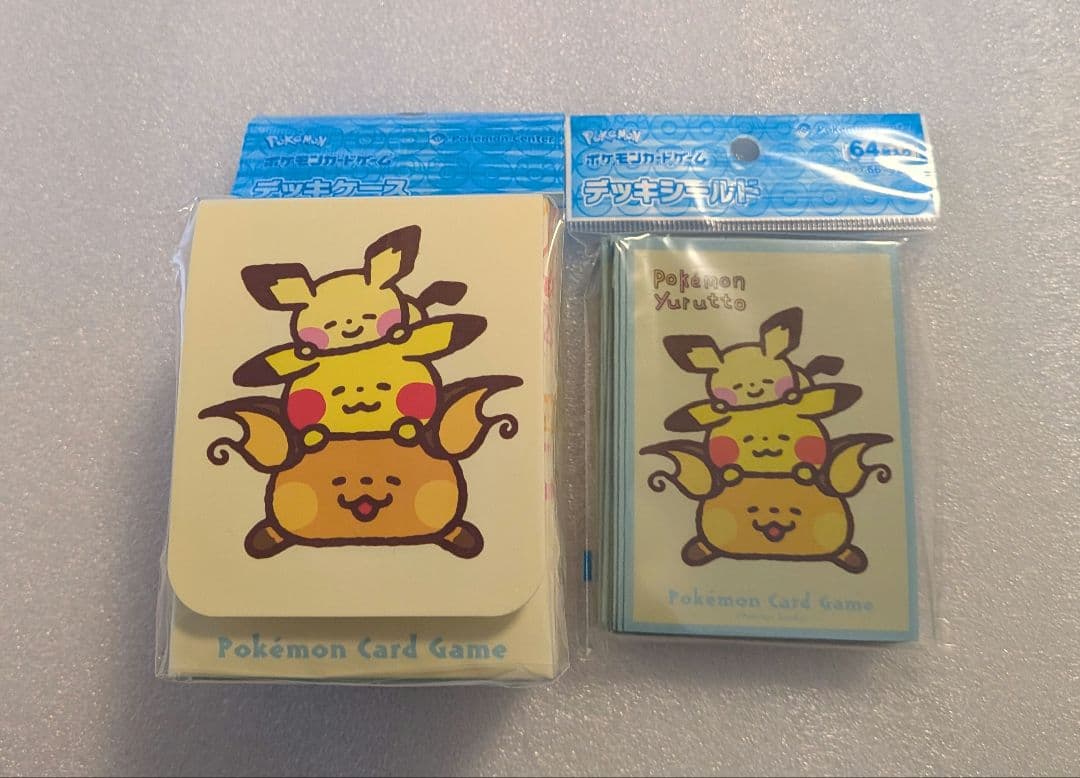 POKÉMON
Pokémon Center
ポケモンカードゲーム
デッキケース
Pokémon Card Game
POKÉMON
ポケモンカードゲーム
デッキシールド
64
Pokémon
Yurutto
Pokémon Card Game